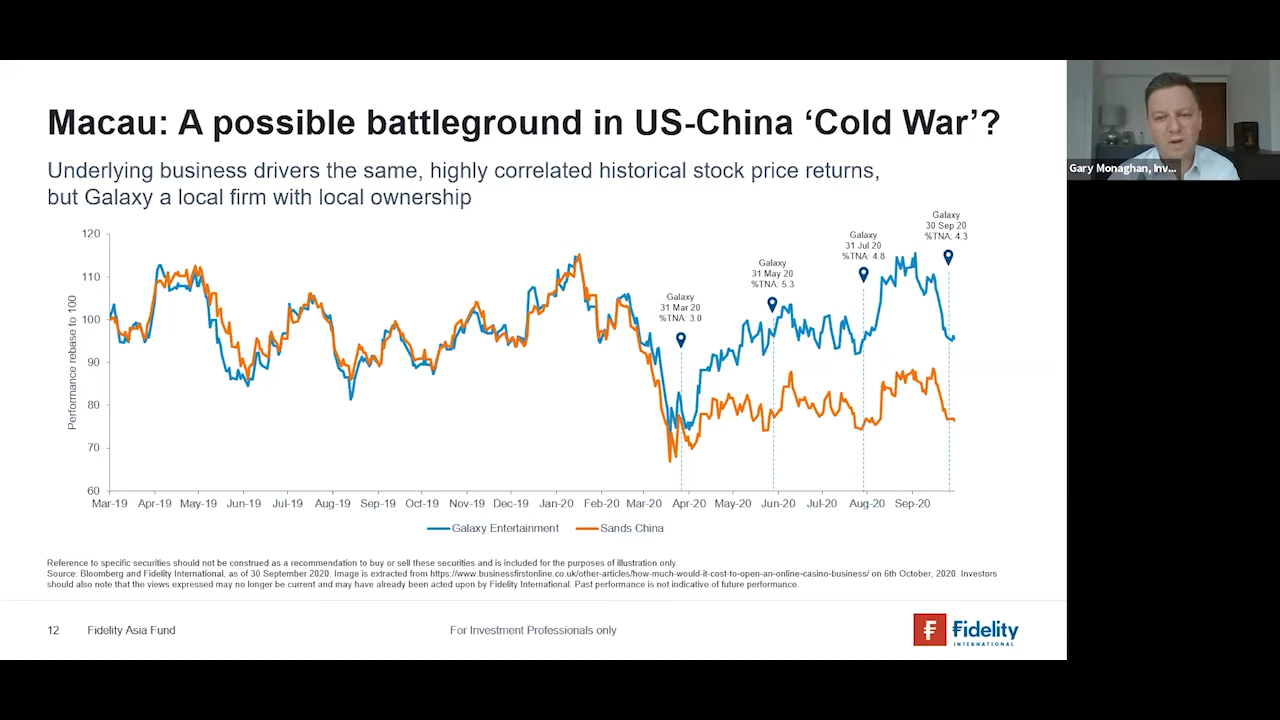 Macau: A possible battleground in US-China ‘Cold War’?
Underlying business drivers the same, highly correlated historical stock price returns,
but Galaxy a local firm with local ownership
Gary Monaghan, Inv...
Galaxy
31 Mar 20
%TNA: 3.0
Galaxy
31 May 20
%TNA: 5.3
Galaxy
31 Jul 20
%TNA: 4.8
Galaxy
30 Sep 20
%TNA: 4.3
Performance rebase to 100
120
110
100
90
80
70
60
Mar-19 Apr-19 May-19 Jun-19 Jul-19 Aug-19 Sep-19 Oct-19 Nov-19 Dec-19 Jan-20 Feb-20 Mar-20 Apr-20 May-20 Jun-20 Jul-20 Aug-20 Sep-20
Galaxy Entertainment Sands China
Reference to specific securities should not be construed as a recommendation to buy or sell these securities and is included for the purposes of illustration only.
Source: Bloomberg and Fidelity International, as of 30 September 2020. Image is extracted from https://www.businessfirstonline.co.uk/other-articles/how-much-would-it-cost-to-open-an-online-casino-business/ on 6th October, 2020. Investors
should also note that the views expressed may no longer be current and may have already been acted upon by Fidelity International. Past performance is not indicative of future performance.
12 Fidelity Asia Fund
For Investment Professionals only
Fidelity
INTERNATIONAL